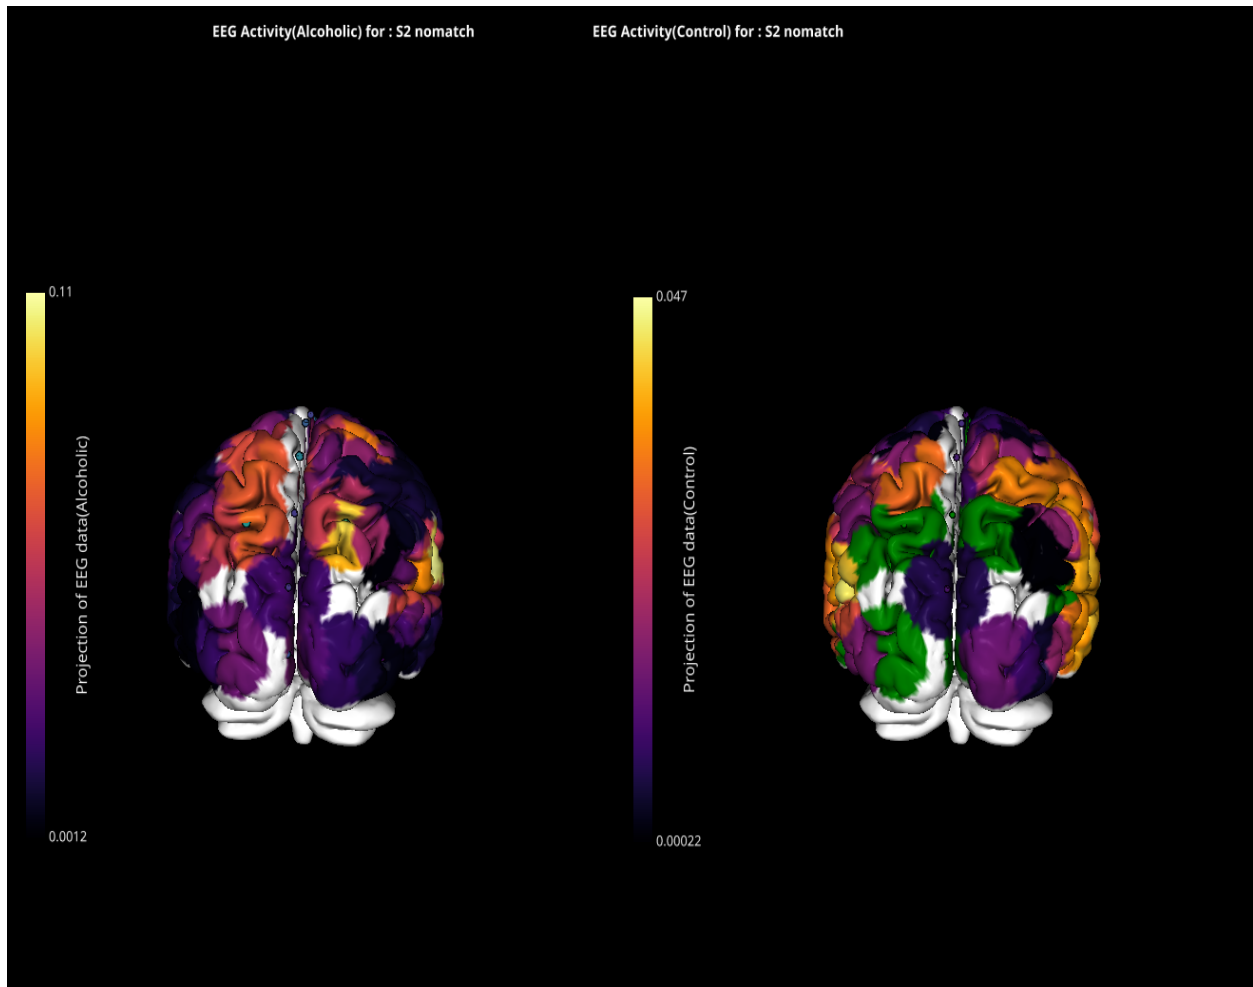 EEG Activity(Alcoholic) for : S2 nomatch
EEG Activity(Control) for : S2 nomatch
0.11
Projection of EEG data(Alcoholic)
0.0012
0.047
Projection of EEG data(Control)
0.00022